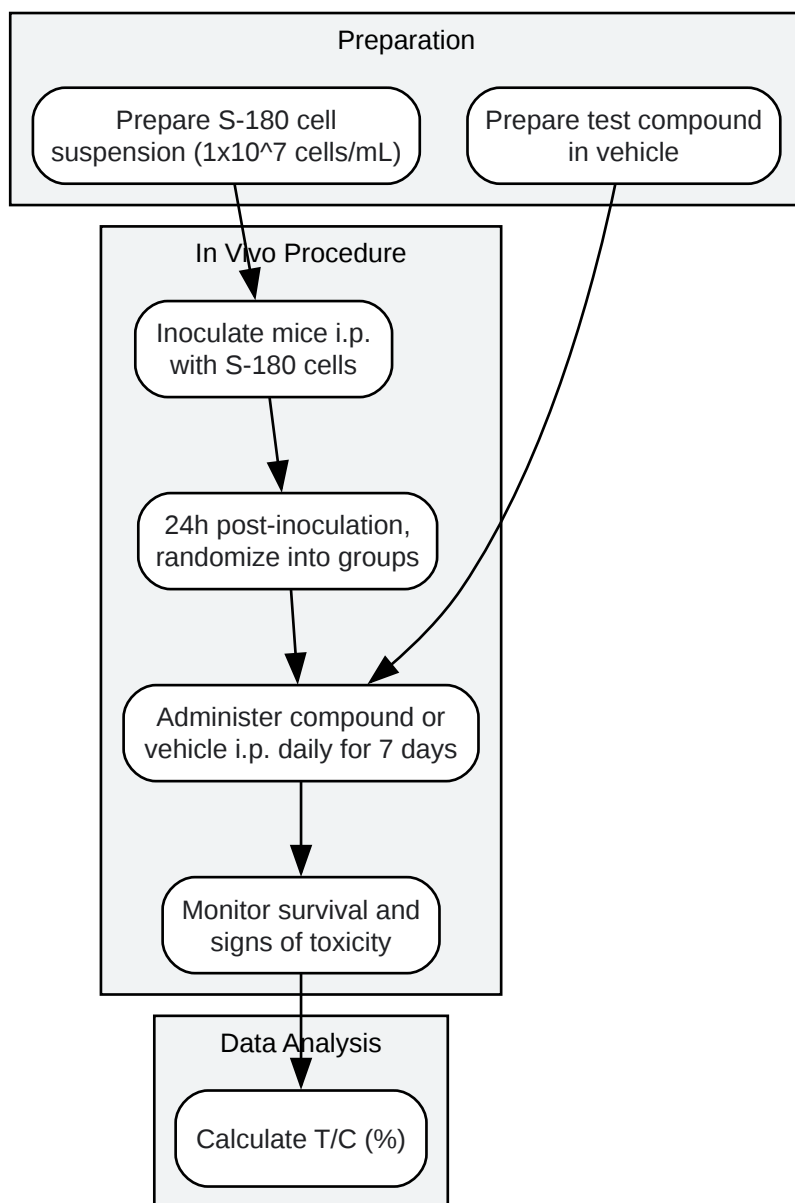 Preparation
Prepare S-180 cell
suspension (1x10^7 cells/mL)
Prepare test compound
in vehicle
In Vivo Procedure
Inoculate mice i.p.
with S-180 cells
24h post-inoculation,
randomize into groups
Administer compound or
vehicle i.p. daily for 7 days
Monitor survival and
signs of toxicity
Data Analysis
Calculate T/C (%)